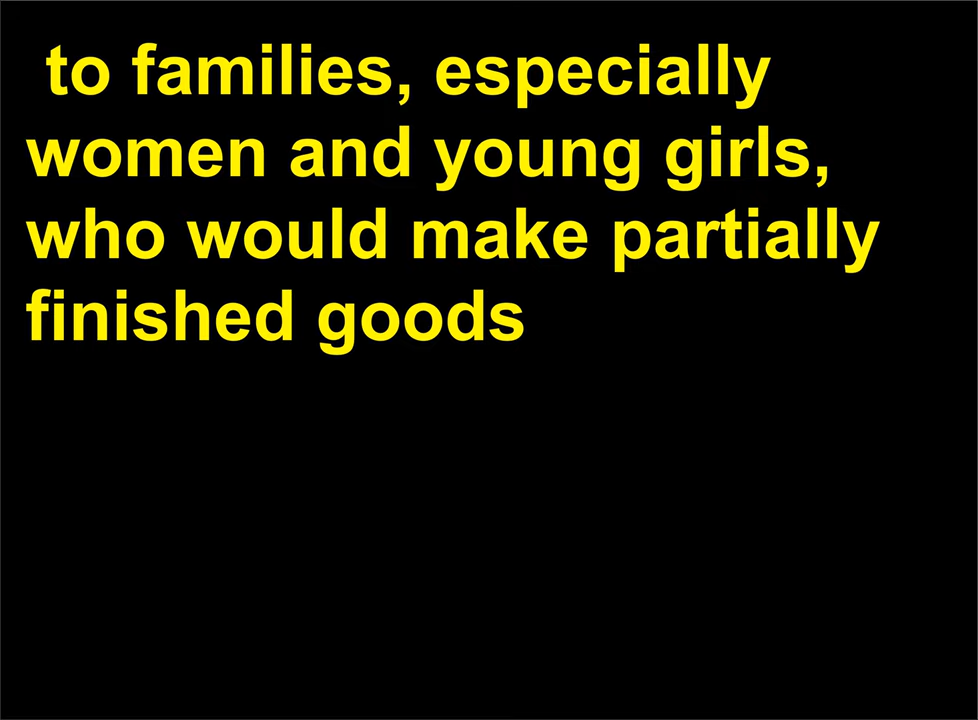 to families, especially
women and young girls,
who would make partially
finished goods